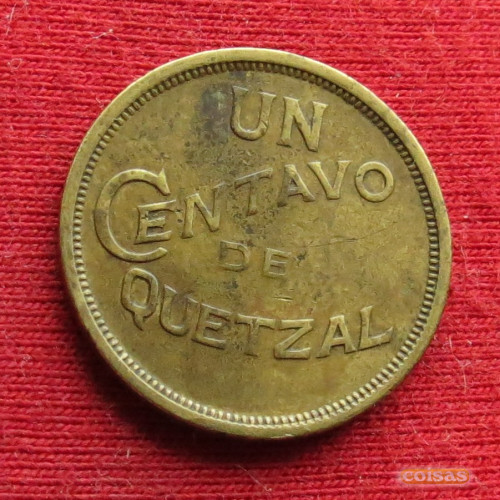 UN
CENTAVO
DE
QUETZAL
coisas